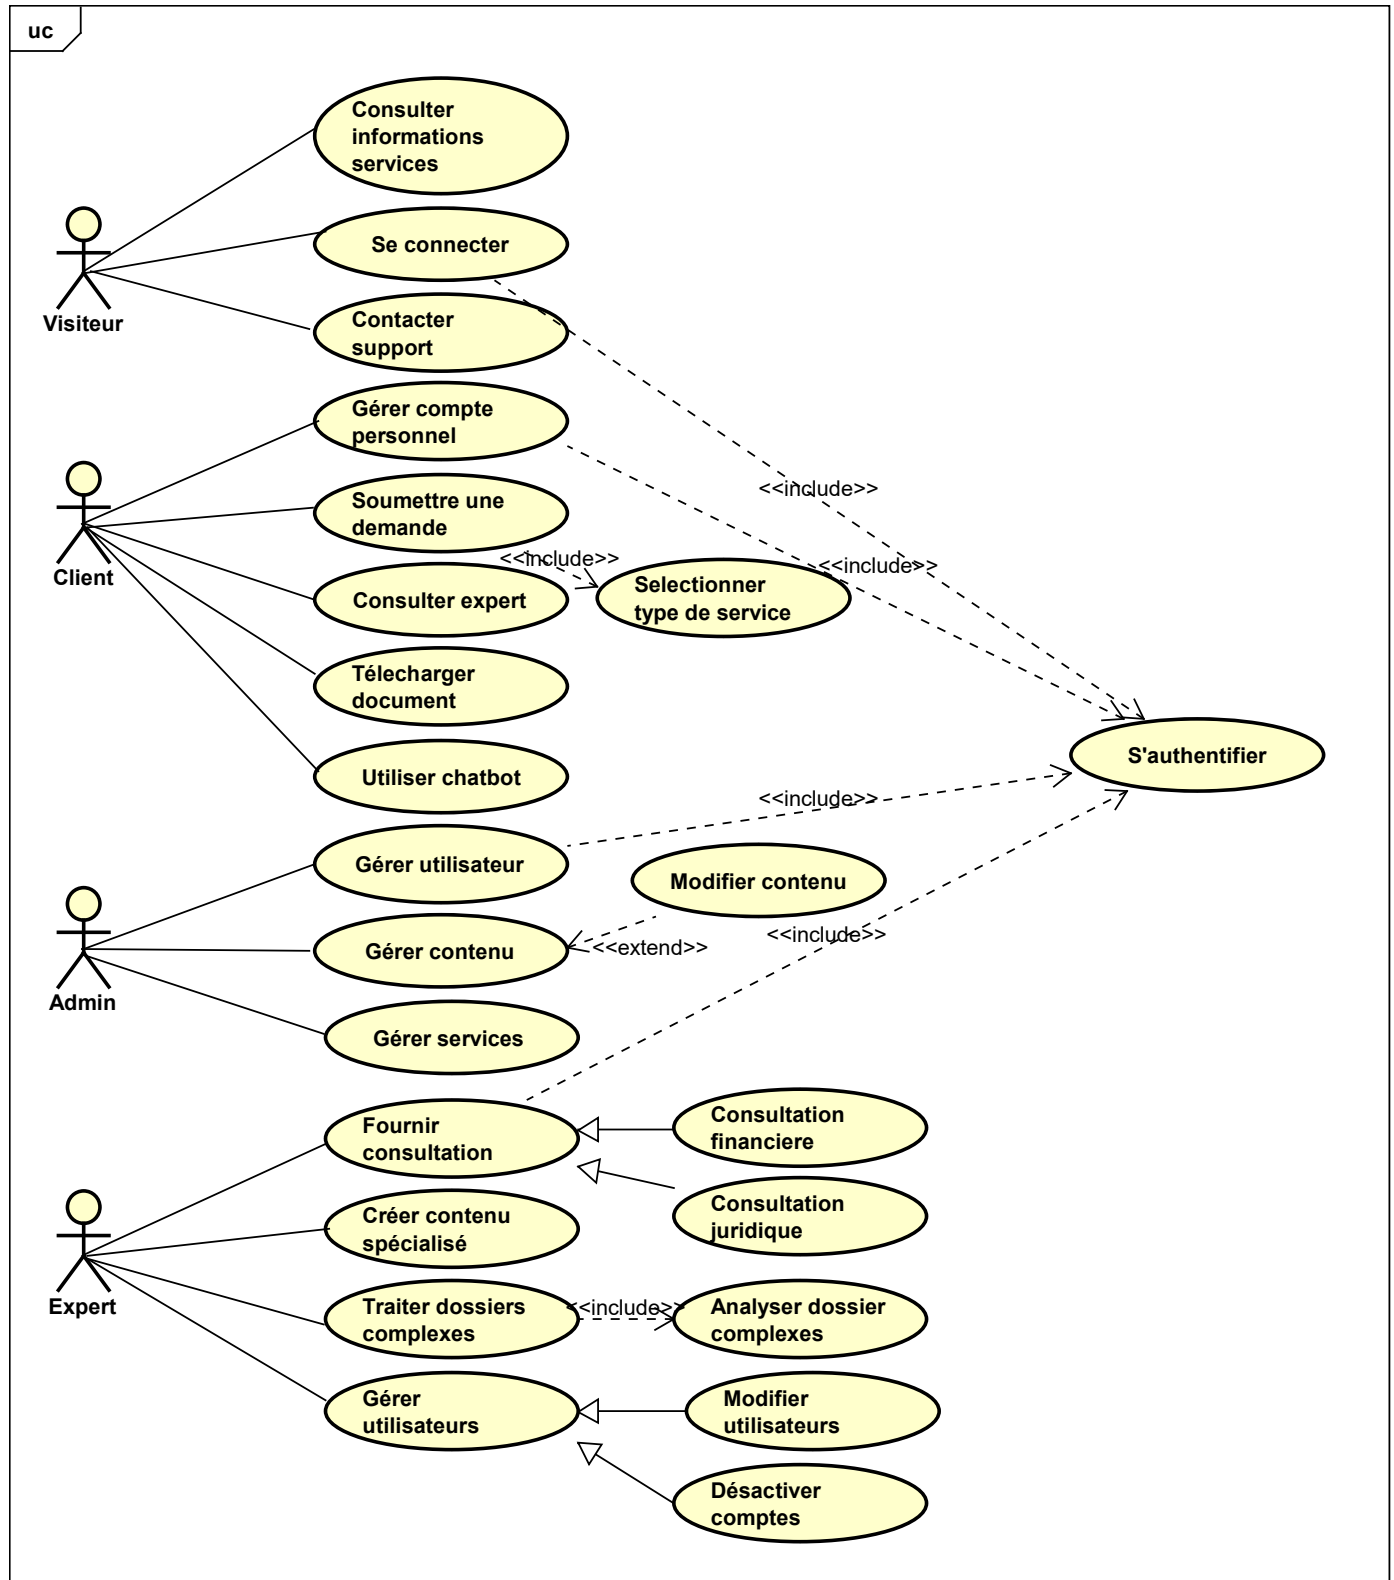 uc
Consulter
informations
services
Se connecter
Visiteur
Contacter
support
Gérer compte
personnel
<<include>>
Soumettre une
demande
<<include>>
<<include>>
Client
Consulter expert
Selectionner
type de service
Télecharger
document
S'authentifier
Utiliser chatbot
<<include>>
Gérer utilisateur
Modifier contenu
<<include>>
Gérer contenu
<<extend>>
Admin
Gérer services
Fournir
consultation
Consultation
financiere
Consultation
juridique
Créer contenu
spécialisé
Expert
Traiter dossiers
complexes
<<include>>
Analyser dossier
complexes
Gérer
utilisateurs
Modifier
utilisateurs
Désactiver
comptes